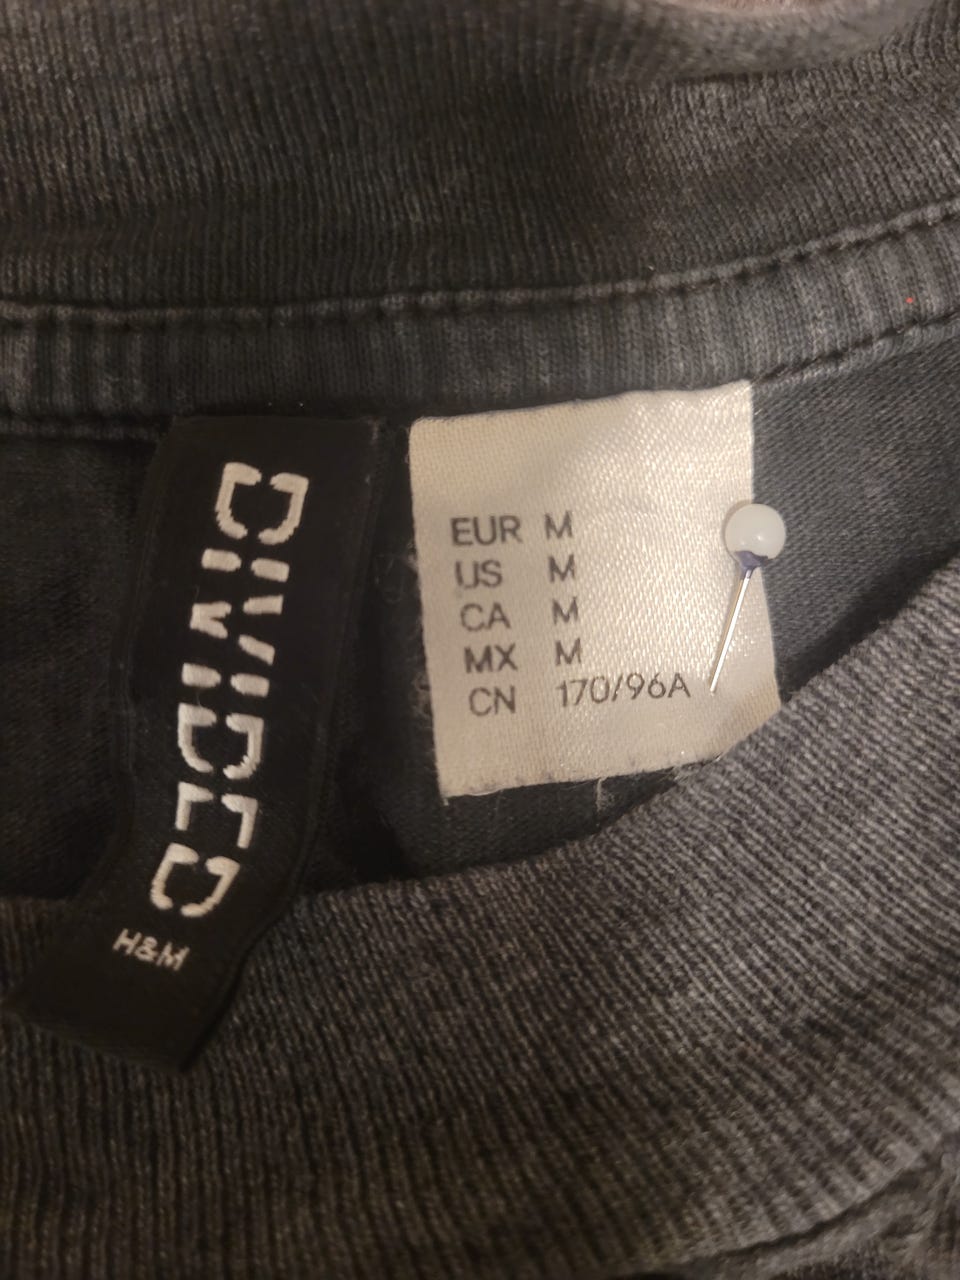 DIVIDED
H&M
EUR M
US M
CA M
MX M
CN 170/96A